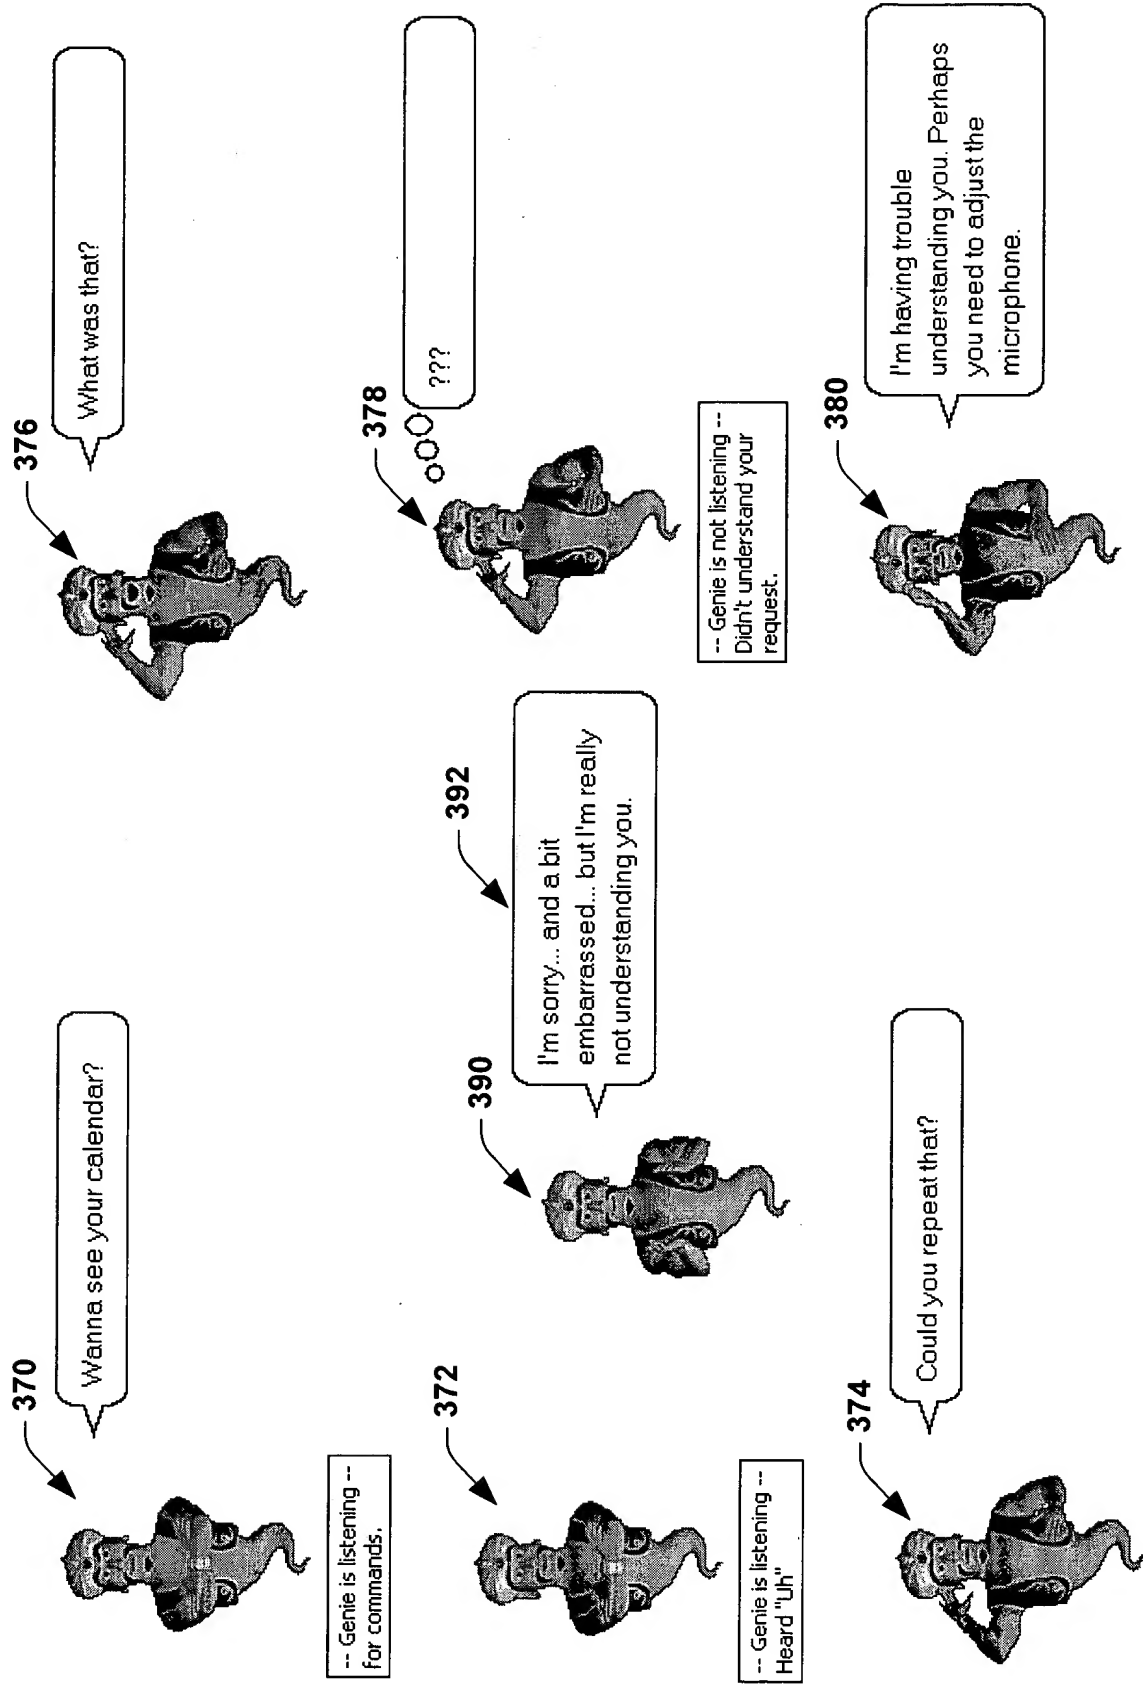 370
Wanna see your calendar?
-- Genie is listening --
for commands.
372
-- Genie is listening --
Heard "Uh"
374
Could you repeat that?
390
392
I'm sorry... and a bit
embarrassed... but I'm really
not understanding you.
376
What was that?
378
???
-- Genie is not listening --
Didn't understand your
request.
380
I'm having trouble
understanding you. Perhaps
you need to adjust the
microphone.